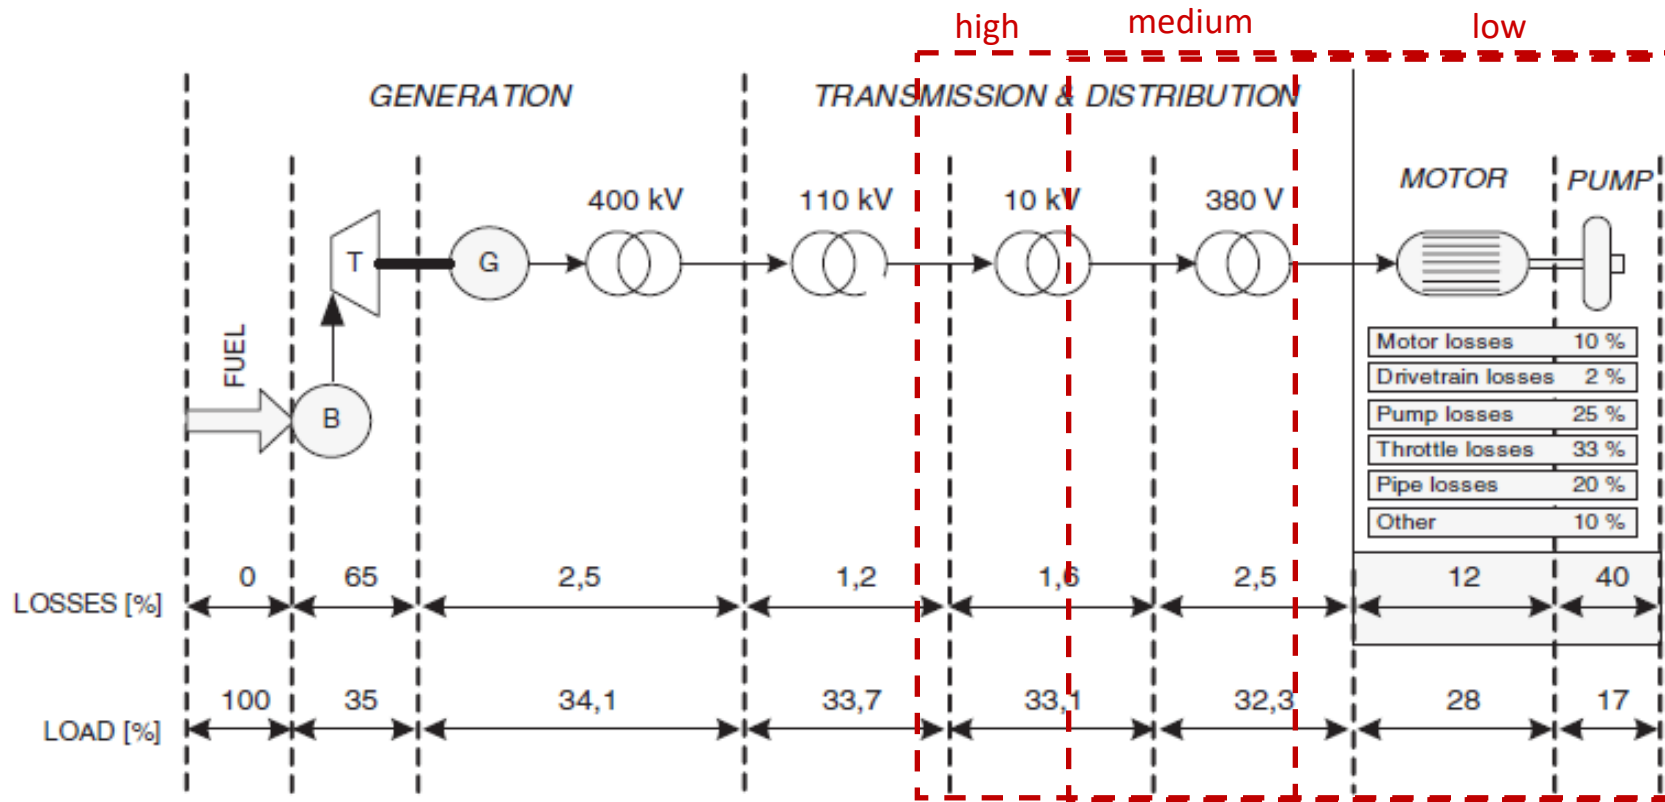 high medium low
GENERATION TRANSMISSION & DISTRIBUTION
MOTOR PUMP
400 kV 110 kV 10 kV 380 V
T G
FUEL
B
Motor losses 10 %
Drivetrain losses 2 %
Pump losses 25 %
Throttle losses 33 %
Pipe losses 20 %
Other 10 %
LOSSES [%] 0 65 2,5 1,2 1,6 2,5 12 40
LOAD [%] 100 35 34,1 33,7 33,1 32,3 28 17